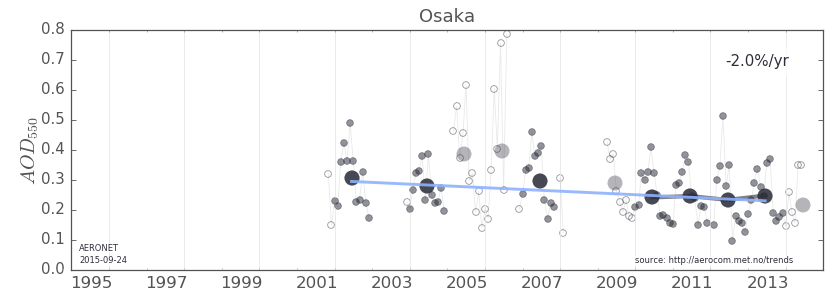 Osaka
0.8
0.7
0.6
0.5
0.4
0.3
0.2
0.1
0.0
AOD550
-2.0%/yr
AERONET
2015-09-24
source: http://aerocom.met.no/trends
1995 1997 1999 2001 2003 2005 2007 2009 2011 2013